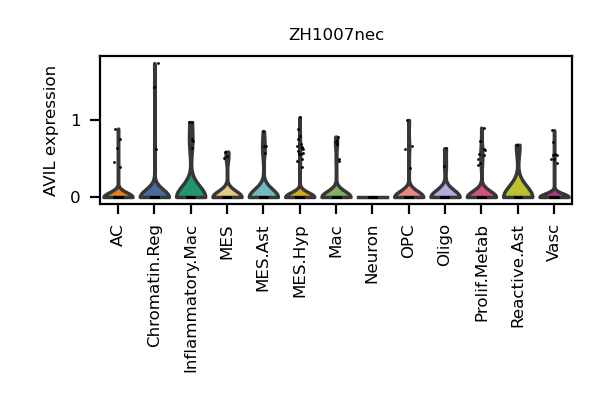 ZH1007nec
AVIL expression
1
0
AC
Chromatin.Reg
Inflammatory.Mac
MES
MES.Ast
MES.Hyp
Mac
Neuron
OPC
Oligo
Prolif.Metab
Reactive.Ast
Vasc